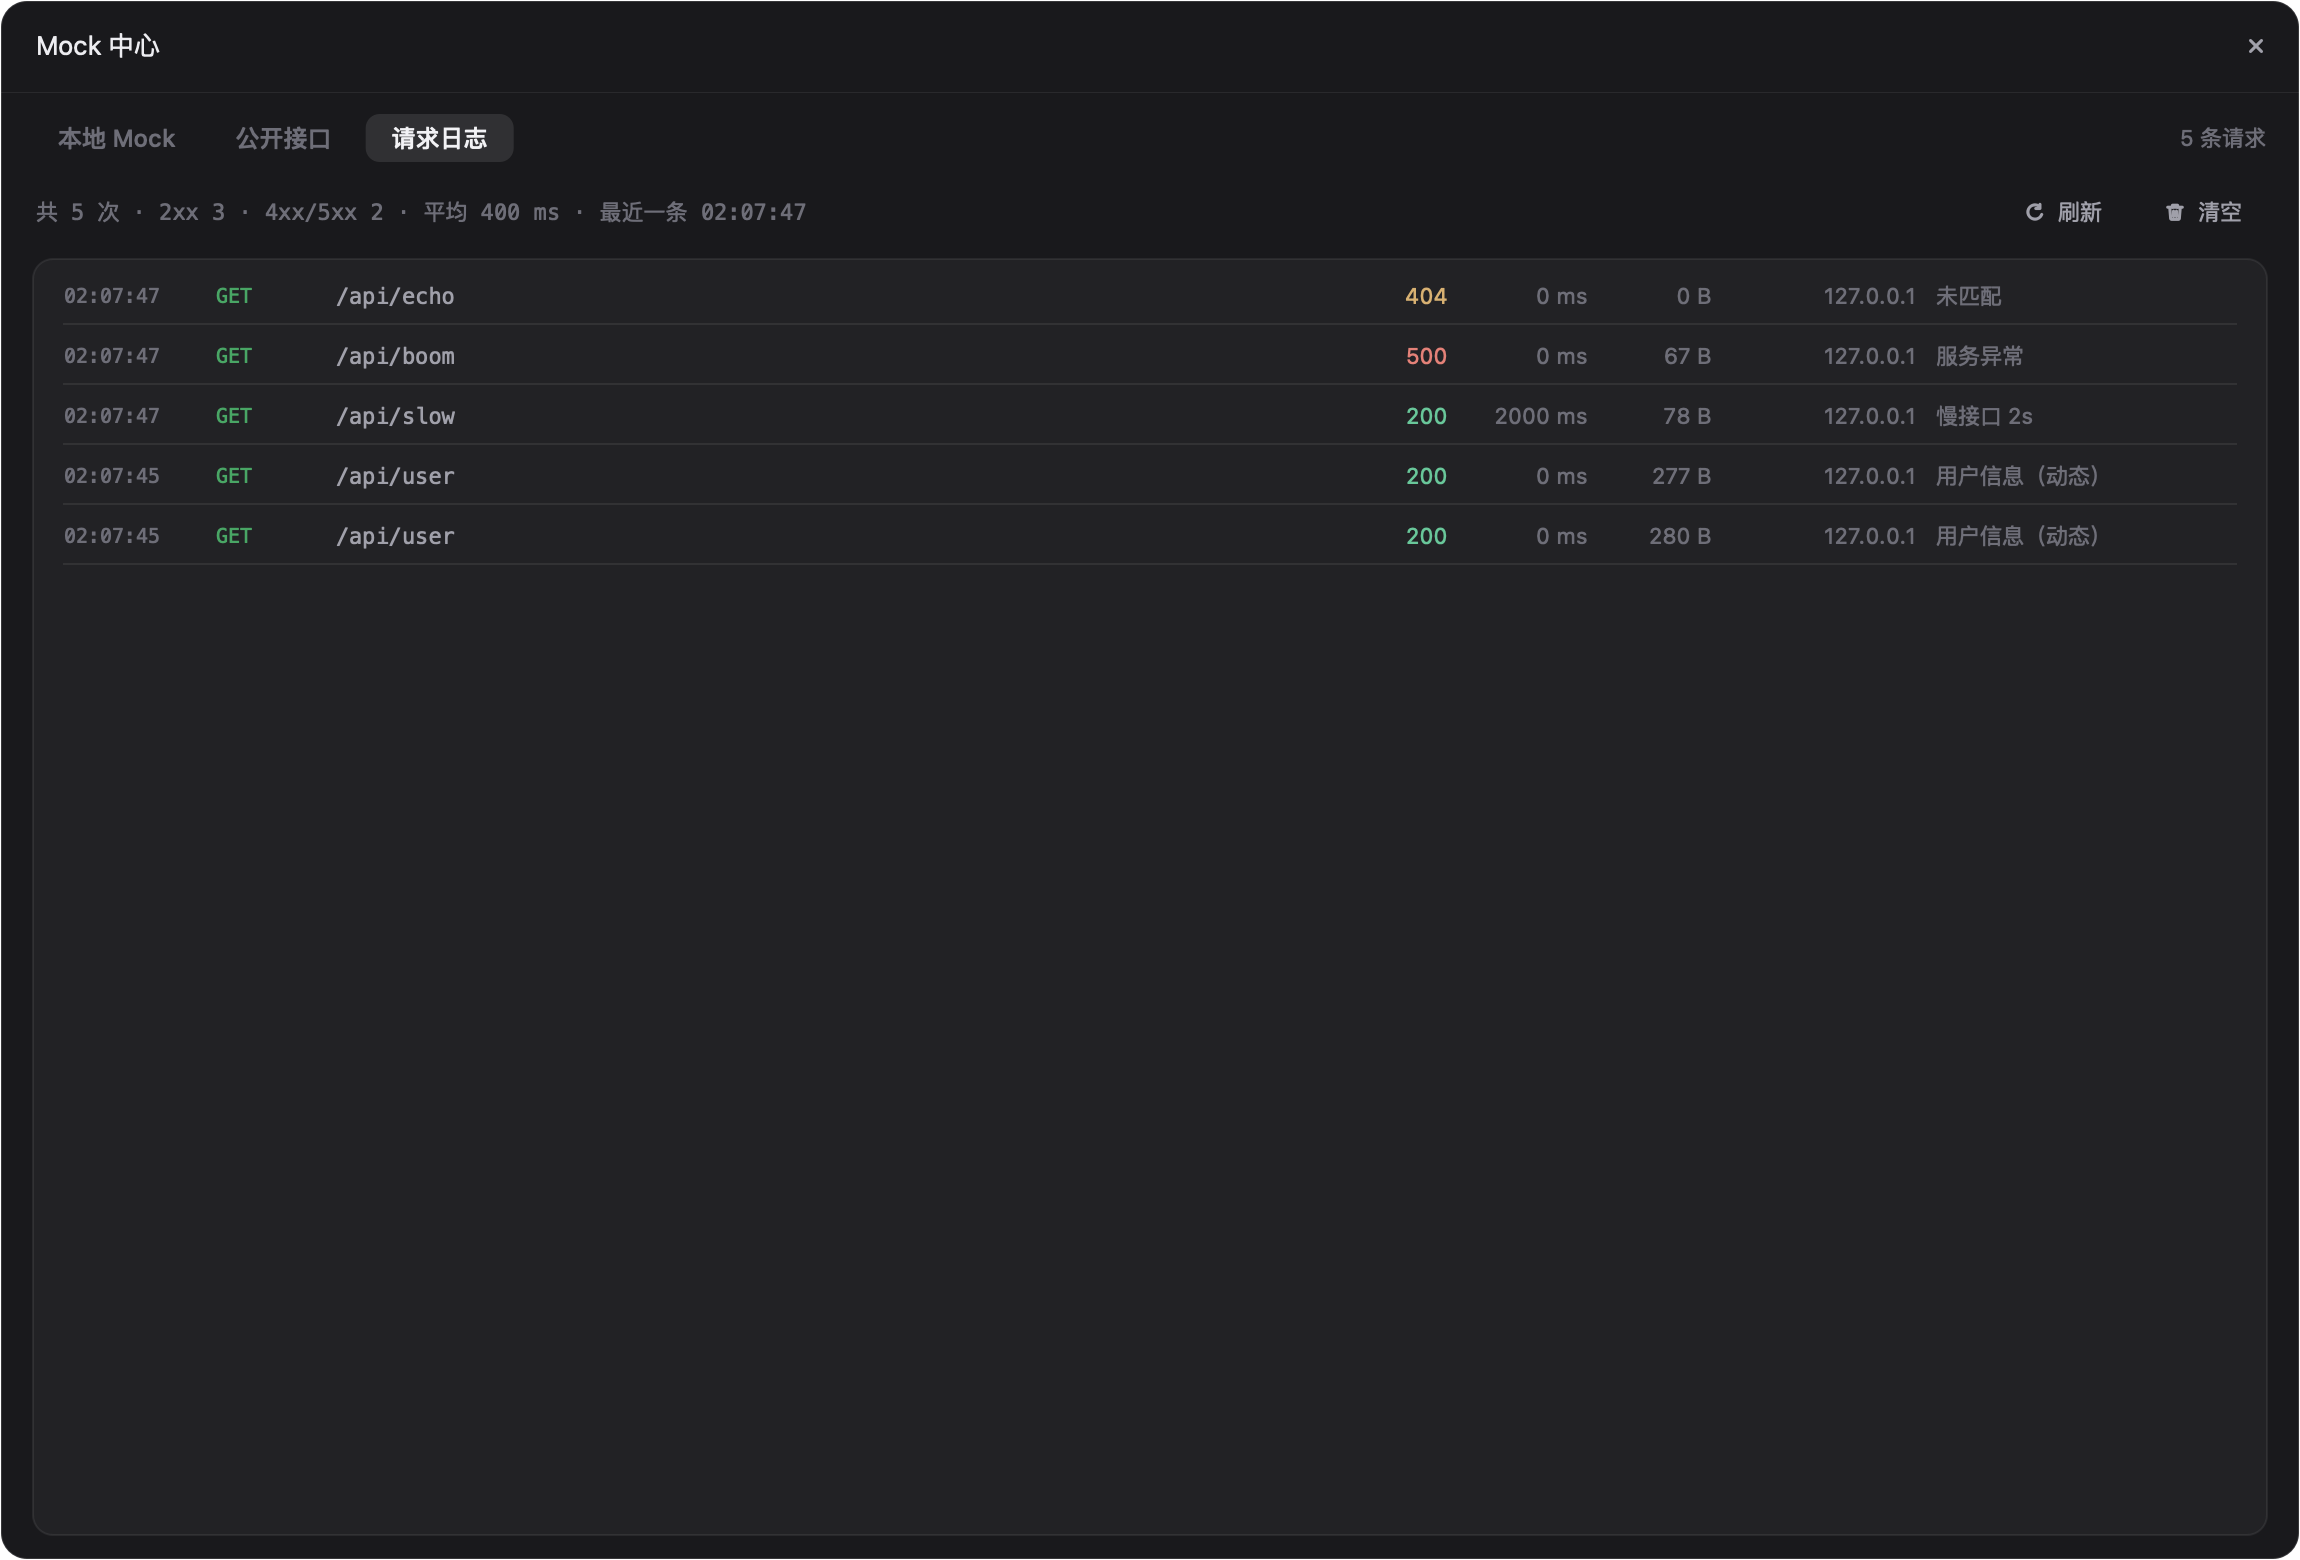 Mock 中心
本地 Mock 公开接口 请求日志 5 条请求
共 5 次 · 2xx 3 · 4xx/5xx 2 · 平均 400 ms · 最近一条 02:07:47 刷新 清空
02:07:47 GET /api/echo 404 0 ms 0 B 127.0.0.1 未匹配
02:07:47 GET /api/boom 500 0 ms 67 B 127.0.0.1 服务异常
02:07:47 GET /api/slow 200 2000 ms 78 B 127.0.0.1 慢接口 2s
02:07:45 GET /api/user 200 0 ms 277 B 127.0.0.1 用户信息（动态）
02:07:45 GET /api/user 200 0 ms 280 B 127.0.0.1 用户信息（动态）